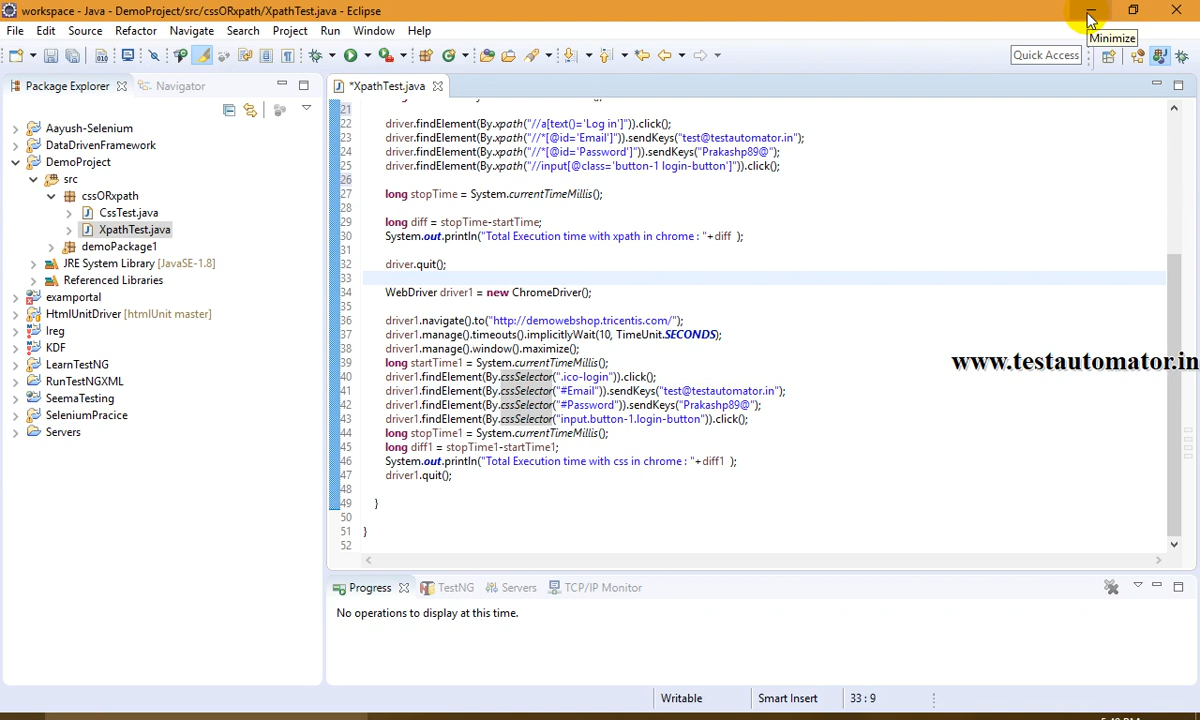 workspace - Java - DemoProject/src/cssORxpath/XpathTest.java - Eclipse
Minimize
File Edit Source Refactor Navigate Search Project Run Window Help
Quick Access
Package Explorer
Navigator
*XpathTest.java
Aayush-Selenium
DataDrivenFramework
DemoProject
src
cssORxpath
CssTest.java
XpathTest.java
demoPackage1
JRE System Library [JavaSE-1.8]
Referenced Libraries
examportal
HtmlUnitDriver [htmlUnit master]
Ireg
KDF
LearnTestNG
RunTestNGXML
SeemaTesting
SeleniumPracice
Servers
21
22 driver.findElement(By.xpath("//a[text()='Log in']")).click();
23 driver.findElement(By.xpath("//*[@id='Email']")).sendKeys("test@testautomator.in");
24 driver.findElement(By.xpath("//*[@id='Password']")).sendKeys("Prakashp89@");
25 driver.findElement(By.xpath("//input[@class='button-1 login-button']")).click();
26
27 long stopTime = System.currentTimeMillis();
28
29 long diff = stopTime-startTime;
30 System.out.println("Total Execution time with xpath in chrome : "+diff );
31
32 driver.quit();
33
34 WebDriver driver1 = new ChromeDriver();
35
36 driver1.navigate().to("http://demowebshop.tricentis.com/");
37 driver1.manage().timeouts().implicitlyWait(10, TimeUnit.SECONDS);
38 driver1.manage().window().maximize();
39 long startTime1 = System.currentTimeMillis();
40 driver1.findElement(By.cssSelector(".ico-login")).click();
41 driver1.findElement(By.cssSelector("#Email")).sendKeys("test@testautomator.in");
42 driver1.findElement(By.cssSelector("#Password")).sendKeys("Prakashp89@");
43 driver1.findElement(By.cssSelector("input.button-1.login-button")).click();
44 long stopTime1 = System.currentTimeMillis();
45 long diff1 = stopTime1-startTime1;
46 System.out.println("Total Execution time with css in chrome : "+diff1 );
47 driver1.quit();
48
49 }
50
51 }
52
www.testautomator.in
Progress
TestNG
Servers
TCP/IP Monitor
No operations to display at this time.
Writable
Smart Insert
33 : 9